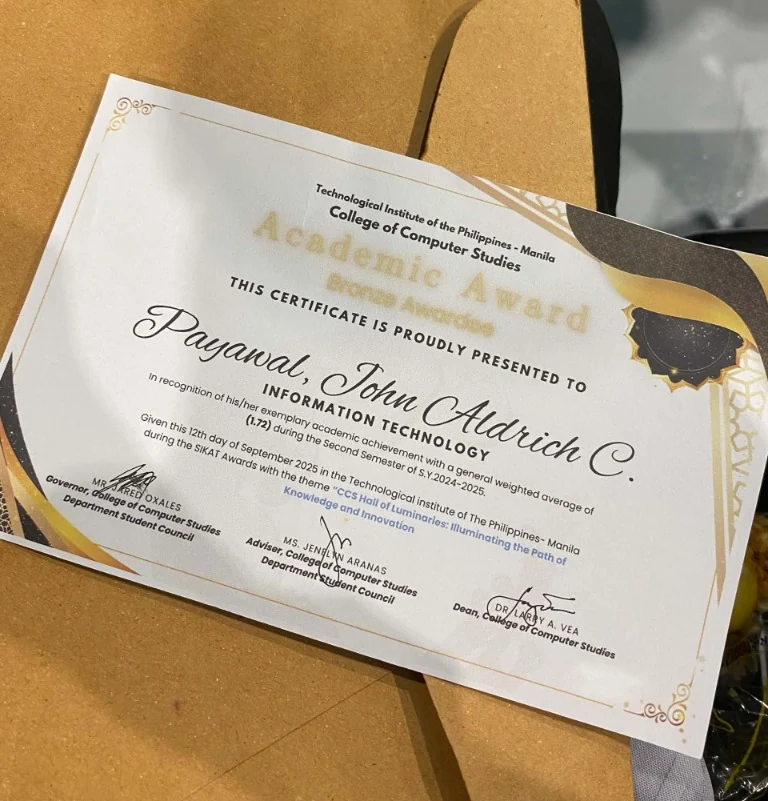 Technological Institute of the Philippines - Manila
College of Computer Studies
Academic Award
Bronze Awardee
THIS CERTIFICATE IS PROUDLY PRESENTED TO
Payawal, John Aldrich C.
INFORMATION TECHNOLOGY
In recognition of his/her exemplary academic achievement with a general weighted average of
(1.72) during the Second Semester of S.Y.2024-2025.
Given this 12th day of September 2025 in the Technological institute of The Philippines- Manila
during the SIKAT Awards with the theme "CCS Hall of Luminaries: Illuminating the Path of
Knowledge and Innovation
MR. JARED OXALES
Governor, College of Computer Studies
Department Student Council
MS. JENELYN ARANAS
Adviser, College of Computer Studies
Department Student Council
DR. LARRY A. VEA
Dean, College of Computer Studies